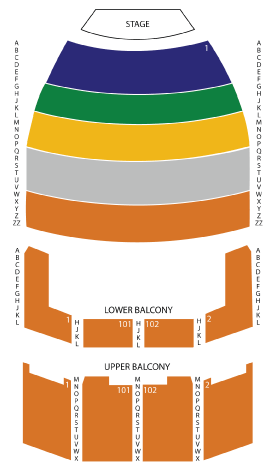 STAGE
A 1 A
B B
C C
D D
E E
F F
G G
H H
J J
K K
L L
M M
N N
O O
P P
Q Q
R R
S S
T T
U U
V V
W W
X X
Y Y
Z Z
ZZ ZZ
A A
B B
C C
D D
E E
F F
G G
H H
J J
K K
L L
LOWER BALCONY
1 H 101 H 102 H 2
J J J
K K K
L L L
UPPER BALCONY
1 M 101 M 102 M 2
N N N
O O O
P P P
Q Q Q
R R R
S S S
T T T
U U U
V V V
W W W
X X X